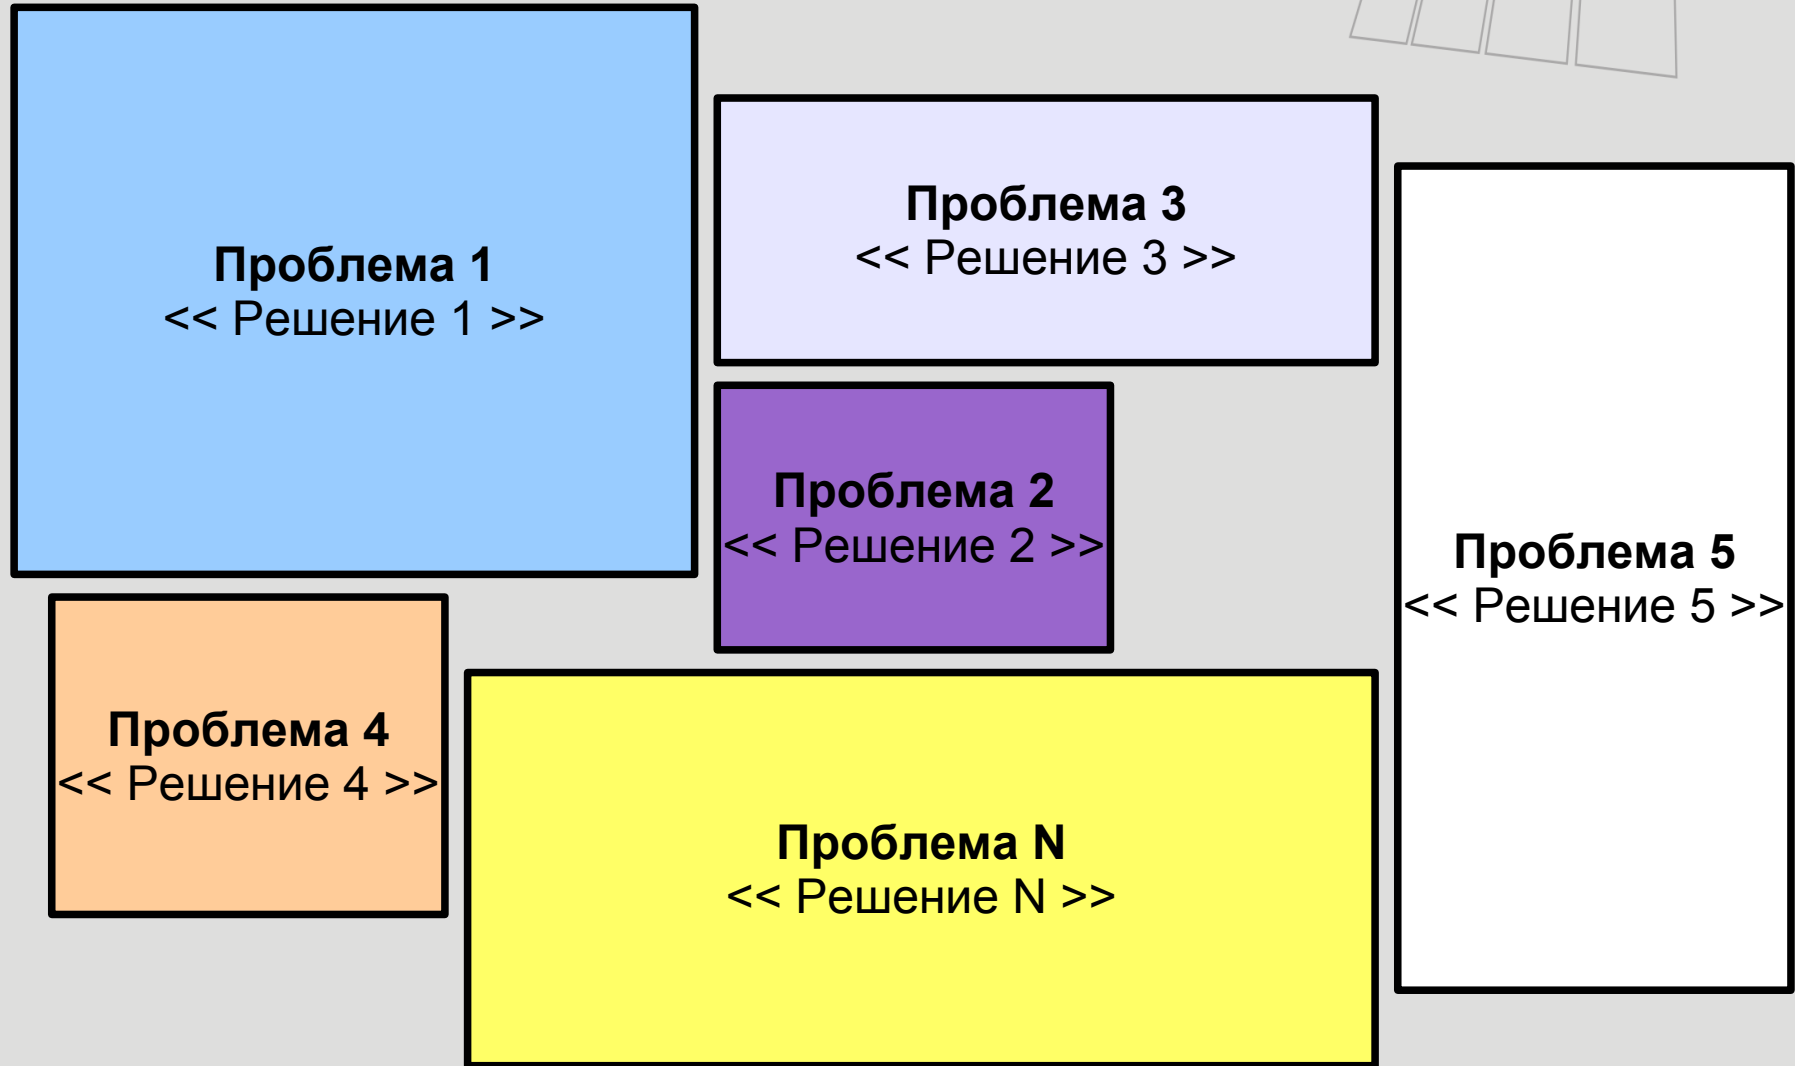 Проблема 1
<< Решение 1 >>
Проблема 3
<< Решение 3 >>
Проблема 2
<< Решение 2 >>
Проблема 5
<< Решение 5 >>
Проблема 4
<< Решение 4 >>
Проблема N
<< Решение N >>